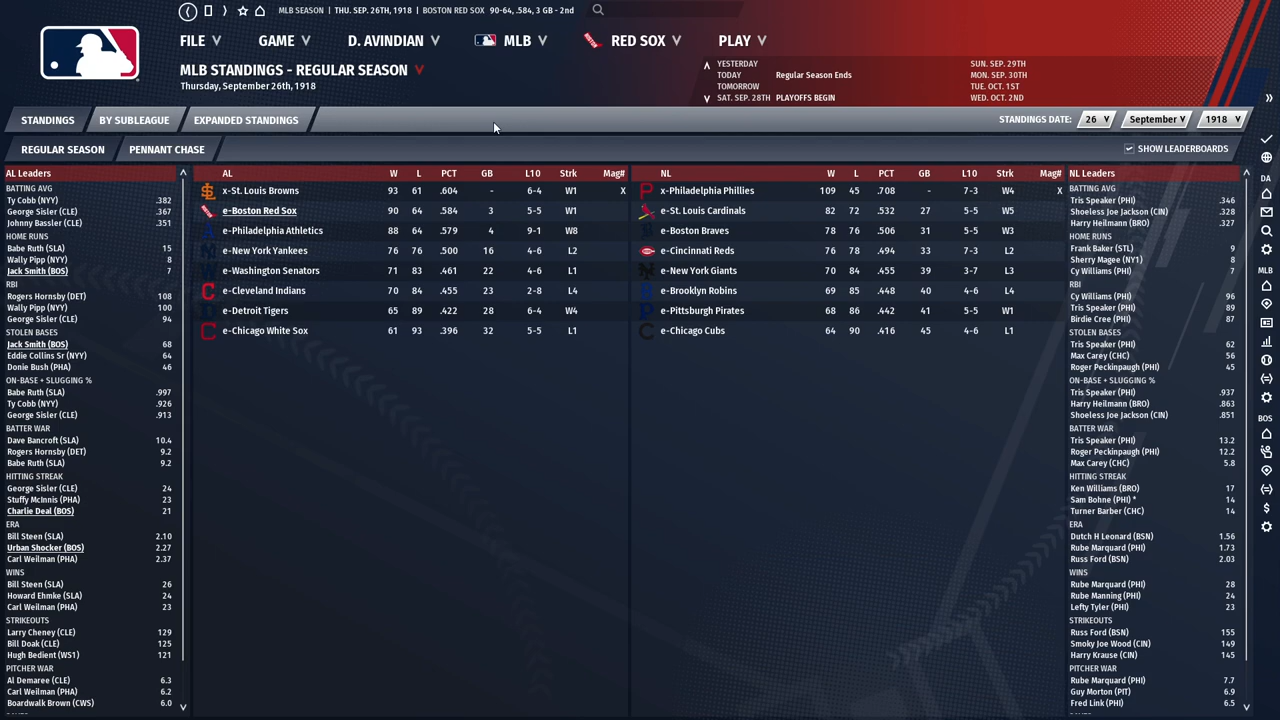 MLB SEASON | THU. SEP. 26TH, 1918 | BOSTON RED SOX 90-64, .584, 3 GB - 2nd
FILE GAME D. AVINDIAN MLB RED SOX PLAY
MLB STANDINGS - REGULAR SEASON
Thursday, September 26th, 1918
YESTERDAY SUN. SEP. 29TH
TODAY Regular Season Ends MON. SEP. 30TH
TOMORROW TUE. OCT. 1ST
SAT. SEP. 28TH PLAYOFFS BEGIN WED. OCT. 2ND
STANDINGS BY SUBLEAGUE EXPANDED STANDINGS STANDINGS DATE: 26 September 1918
REGULAR SEASON PENNANT CHASE SHOW LEADERBOARDS
AL Leaders
BATTING AVG
Ty Cobb (NYY) .382
George Sisler (CLE) .367
Johnny Bassler (CLE) .351
HOME RUNS
Babe Ruth (SLA) 15
Wally Pipp (NYY) 8
Jack Smith (BOS) 7
RBI
Rogers Hornsby (DET) 108
Wally Pipp (NYY) 100
George Sisler (CLE) 94
STOLEN BASES
Jack Smith (BOS) 68
Eddie Collins Sr (NYY) 64
Donie Bush (PHA) 46
ON-BASE + SLUGGING %
Babe Ruth (SLA) .997
Ty Cobb (NYY) .926
George Sisler (CLE) .913
BATTER WAR
Dave Bancroft (SLA) 10.4
Rogers Hornsby (DET) 9.2
Babe Ruth (SLA) 9.2
HITTING STREAK
George Sisler (CLE) 24
Stuffy McInnis (PHA) 23
Charlie Deal (BOS) 21
ERA
Bill Steen (SLA) 2.10
Urban Shocker (BOS) 2.27
Carl Weilman (PHA) 2.37
WINS
Bill Steen (SLA) 26
Howard Ehmke (SLA) 24
Carl Weilman (PHA) 23
STRIKEOUTS
Larry Cheney (CLE) 129
Bill Doak (CLE) 125
Hugh Bedient (WS1) 121
PITCHER WAR
Al Demaree (CLE) 6.3
Carl Weilman (PHA) 6.2
Boardwalk Brown (CWS) 6.0
AL W L PCT GB L10 Strk Mag#
x-St. Louis Browns 93 61 .604 - 6-4 W1 X
e-Boston Red Sox 90 64 .584 3 5-5 W1
e-Philadelphia Athletics 88 64 .579 4 9-1 W8
e-New York Yankees 76 76 .500 16 4-6 L2
e-Washington Senators 71 83 .461 22 4-6 L1
e-Cleveland Indians 70 84 .455 23 2-8 L4
e-Detroit Tigers 65 89 .422 28 6-4 W4
e-Chicago White Sox 61 93 .396 32 5-5 L1
NL W L PCT GB L10 Strk Mag#
x-Philadelphia Phillies 109 45 .708 - 7-3 W4 X
e-St. Louis Cardinals 82 72 .532 27 5-5 W5
e-Boston Braves 78 76 .506 31 5-5 W3
e-Cincinnati Reds 76 78 .494 33 7-3 L2
e-New York Giants 70 84 .455 39 3-7 L3
e-Brooklyn Robins 69 85 .448 40 4-6 L4
e-Pittsburgh Pirates 68 86 .442 41 5-5 W1
e-Chicago Cubs 64 90 .416 45 4-6 L1
NL Leaders
BATTING AVG
Tris Speaker (PHI) .346
Shoeless Joe Jackson (CIN) .328
Harry Heilmann (BRO) .327
HOME RUNS
Frank Baker (STL) 9
Sherry Magee (NY1) 8
Cy Williams (PHI) 7
RBI
Cy Williams (PHI) 96
Tris Speaker (PHI) 89
Birdie Cree (PHI) 87
STOLEN BASES
Tris Speaker (PHI) 62
Max Carey (CHC) 56
Roger Peckinpaugh (PHI) 45
ON-BASE + SLUGGING %
Tris Speaker (PHI) .937
Harry Heilmann (BRO) .863
Shoeless Joe Jackson (CIN) .851
BATTER WAR
Tris Speaker (PHI) 13.2
Roger Peckinpaugh (PHI) 12.2
Max Carey (CHC) 5.8
HITTING STREAK
Ken Williams (BRO) 17
Sam Bohne (PHI) * 14
Turner Barber (CHC) 14
ERA
Dutch H Leonard (BSN) 1.56
Rube Marquard (PHI) 1.73
Russ Ford (BSN) 2.03
WINS
Rube Marquard (PHI) 28
Rube Manning (PHI) 24
Lefty Tyler (PHI) 23
STRIKEOUTS
Russ Ford (BSN) 155
Smoky Joe Wood (CIN) 149
Harry Krause (CIN) 145
PITCHER WAR
Rube Marquard (PHI) 7.7
Guy Morton (PIT) 6.9
Fred Link (PHI) 6.5
DA
MLB
BOS